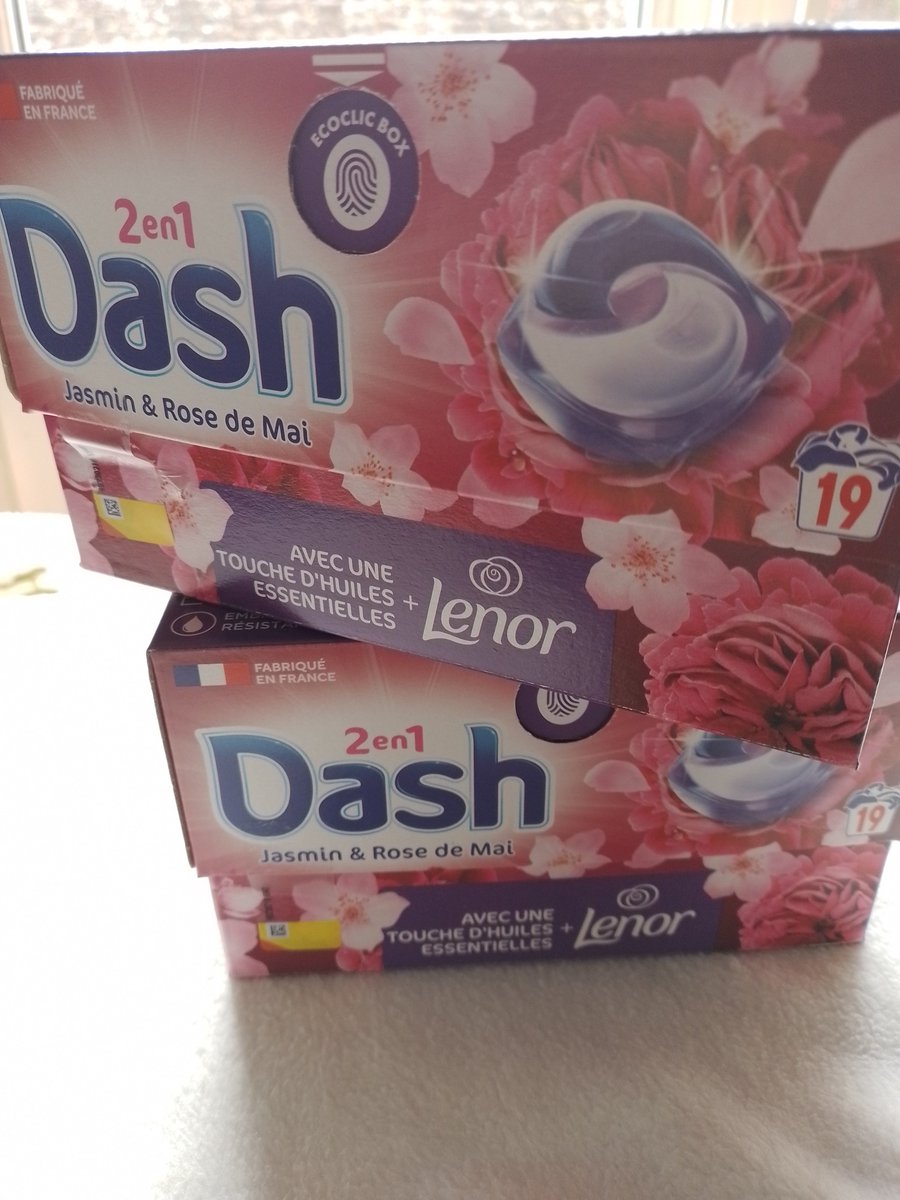 FABRIQUÉ
EN FRANCE
ECOCLIC BOX
2en1
Dash
Jasmin & Rose de Mai
19
AVEC UNE
TOUCHE D'HUILES
ESSENTIELLES
+ Lenor
FABRIQUÉ
EN FRANCE
2en1
Dash
Jasmin & Rose de Mai
19
AVEC UNE
TOUCHE D'HUILES
ESSENTIELLES
+ Lenor